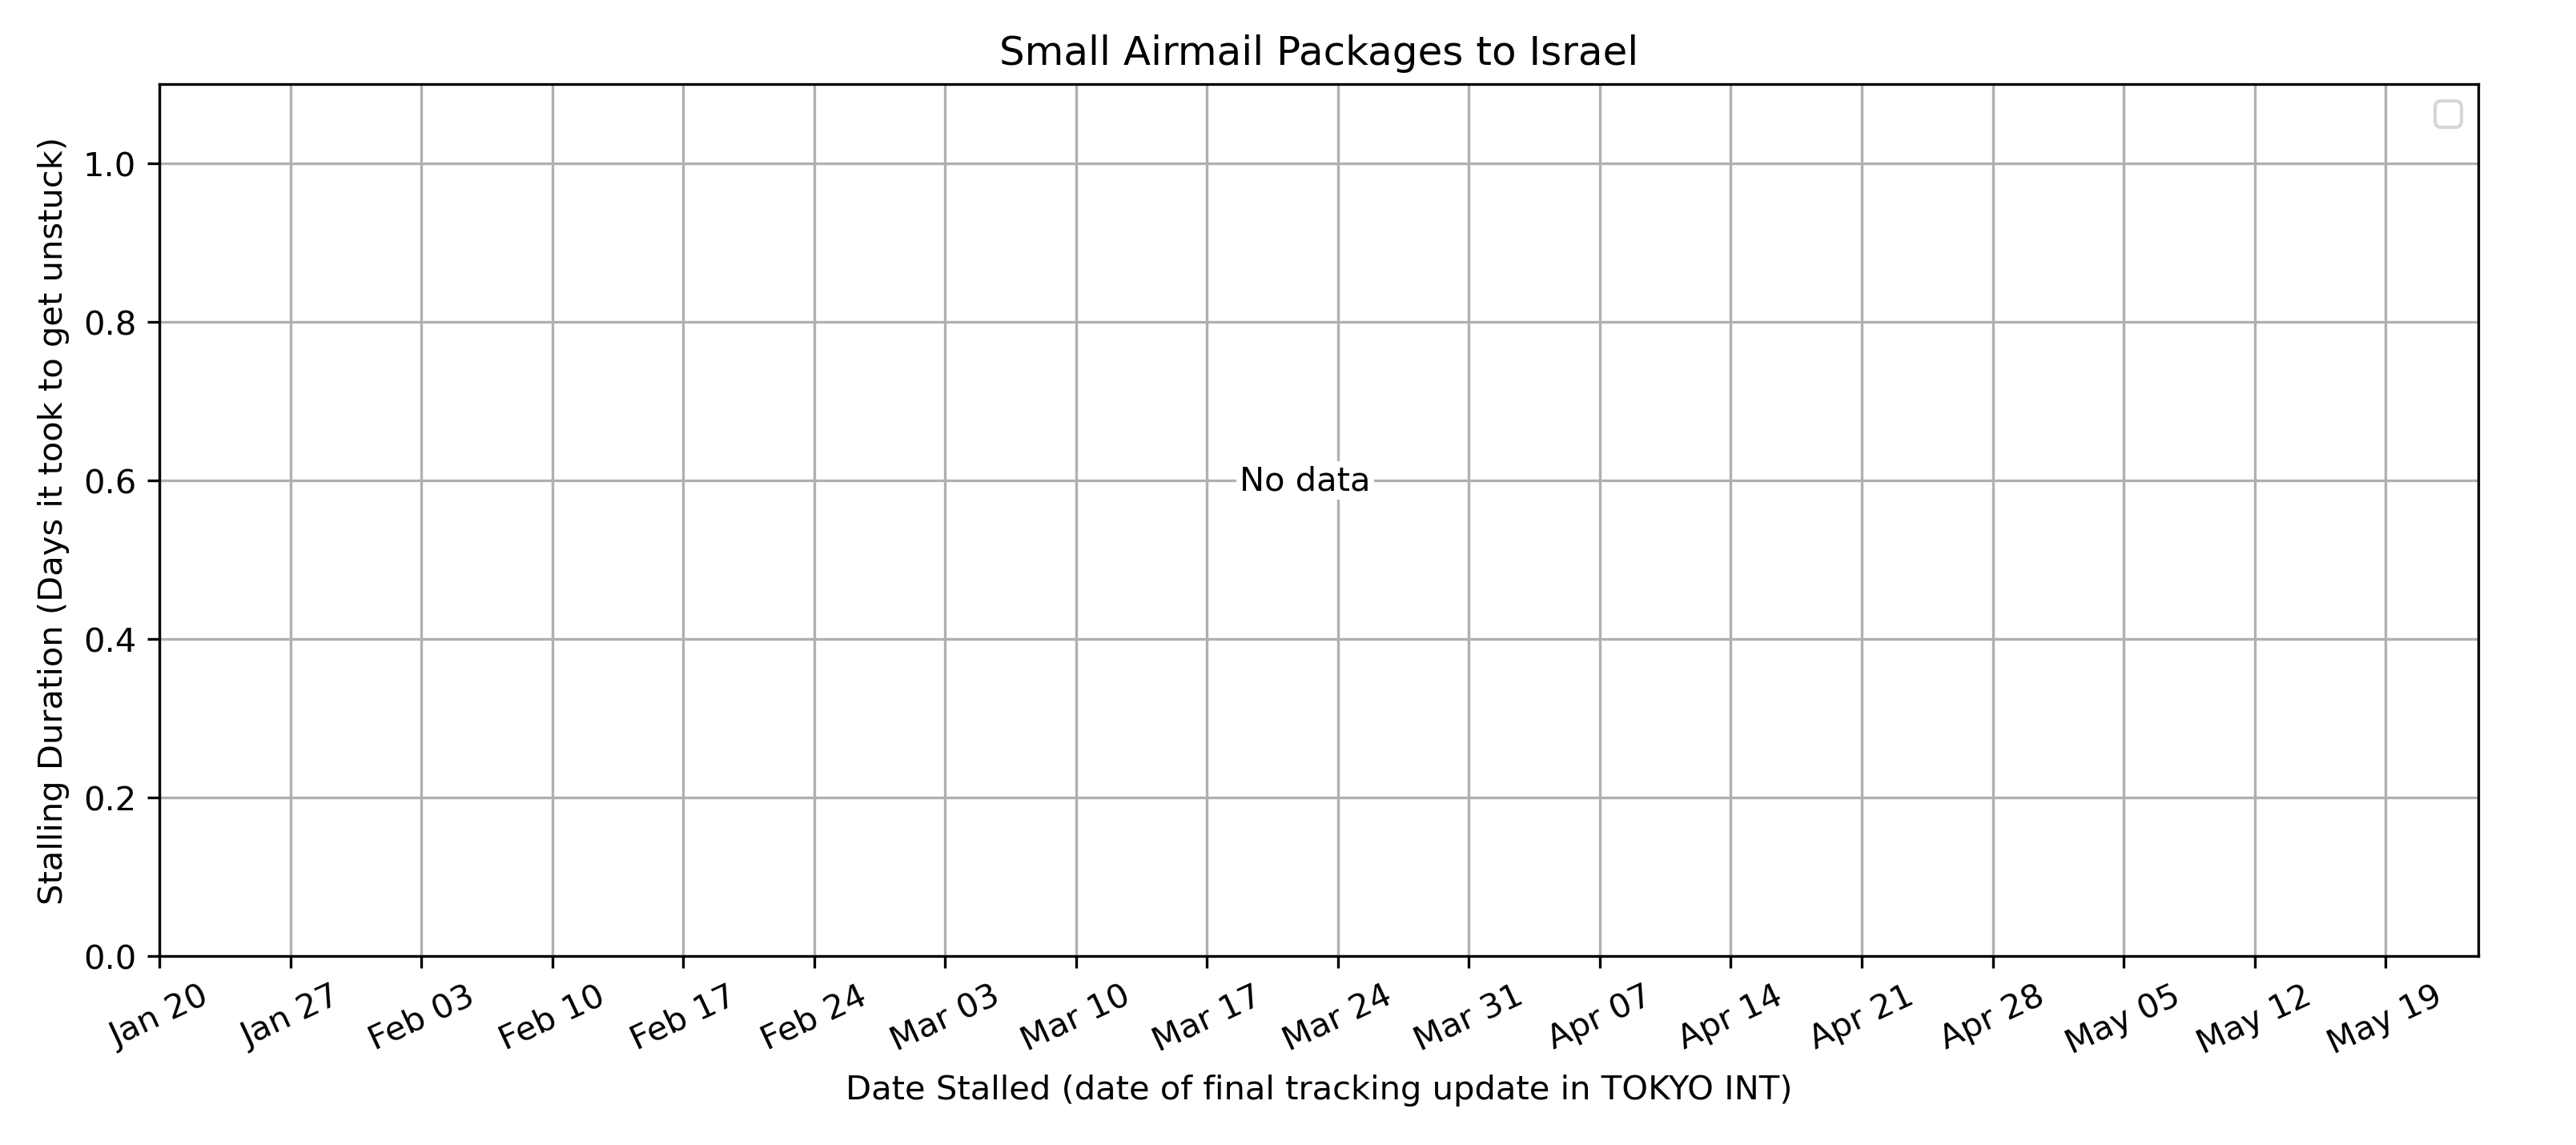 Small Airmail Packages to Israel
Stalling Duration (Days it took to get unstuck)
1.0
0.8
0.6
0.4
0.2
0.0
No data
Jan 20 Jan 27 Feb 03 Feb 10 Feb 17 Feb 24 Mar 03 Mar 10 Mar 17 Mar 24 Mar 31 Apr 07 Apr 14 Apr 21 Apr 28 May 05 May 12 May 19
Date Stalled (date of final tracking update in TOKYO INT)